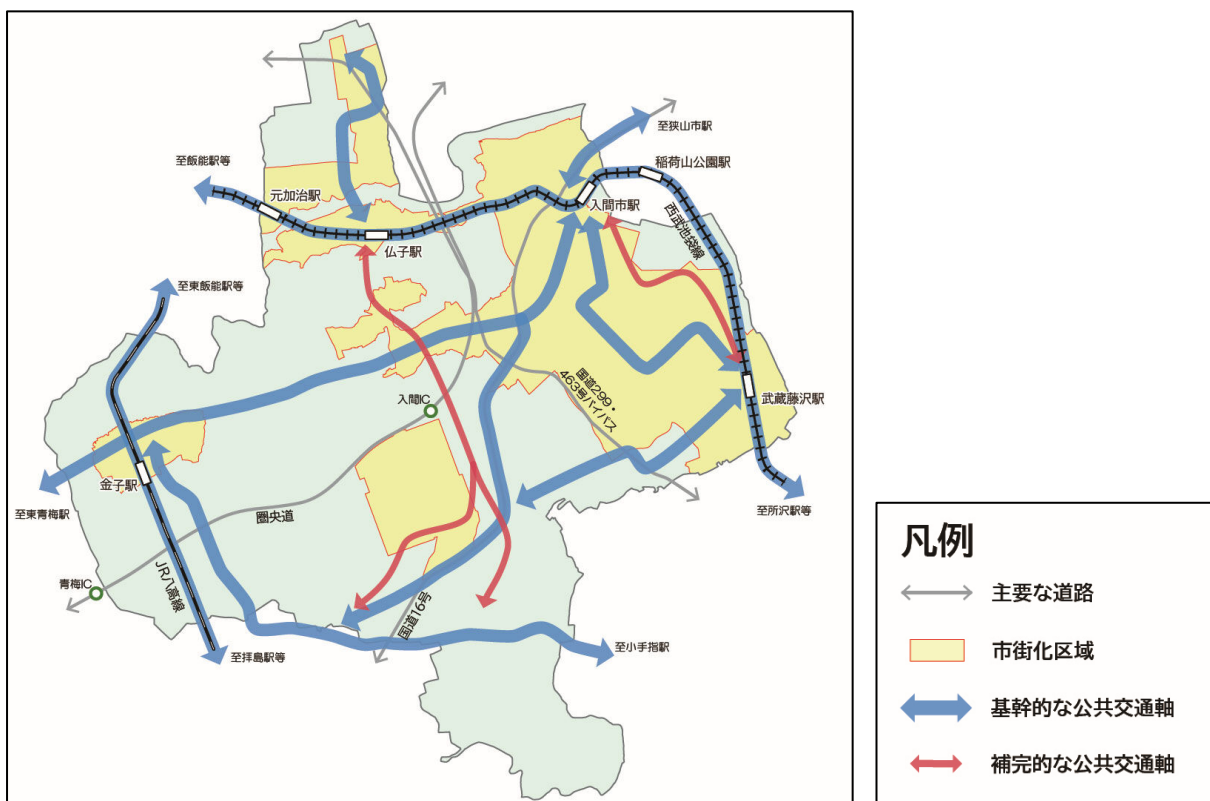 至狭山市駅
稲荷山公園駅
至飯能駅等
元加治駅
入間市駅
西武池袋線
仏子駅
至東飯能駅等
国道299・
463号バイパス
入間IC
武蔵藤沢駅
金子駅
至東青梅駅
圏央道
至所沢駅等
青梅IC
JR八高線
国道16号
至拝島駅等
至小手指駅
凡例
主要な道路
市街化区域
基幹的な公共交通軸
補完的な公共交通軸